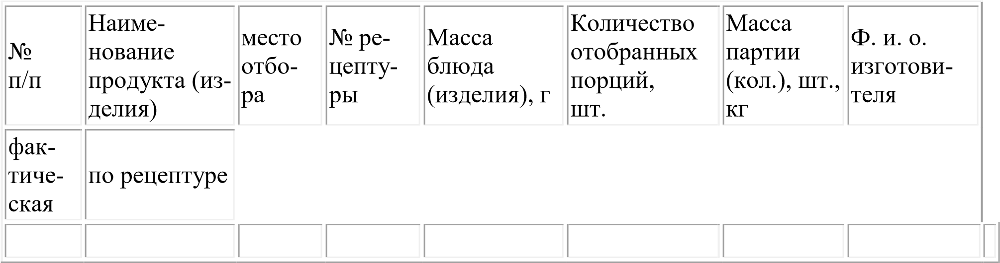 №
п/п
Наиме-
нование
продукта (из-
делия)
место
отбо-
ра
№ ре-
цепту-
ры
Масса
блюда
(изделия), г
Количество
отобранных
порций,
шт.
Масса
партии
(кол.), шт.,
кг
Ф. и. о.
изготови-
теля
фак-
тиче-
ская
по рецептуре